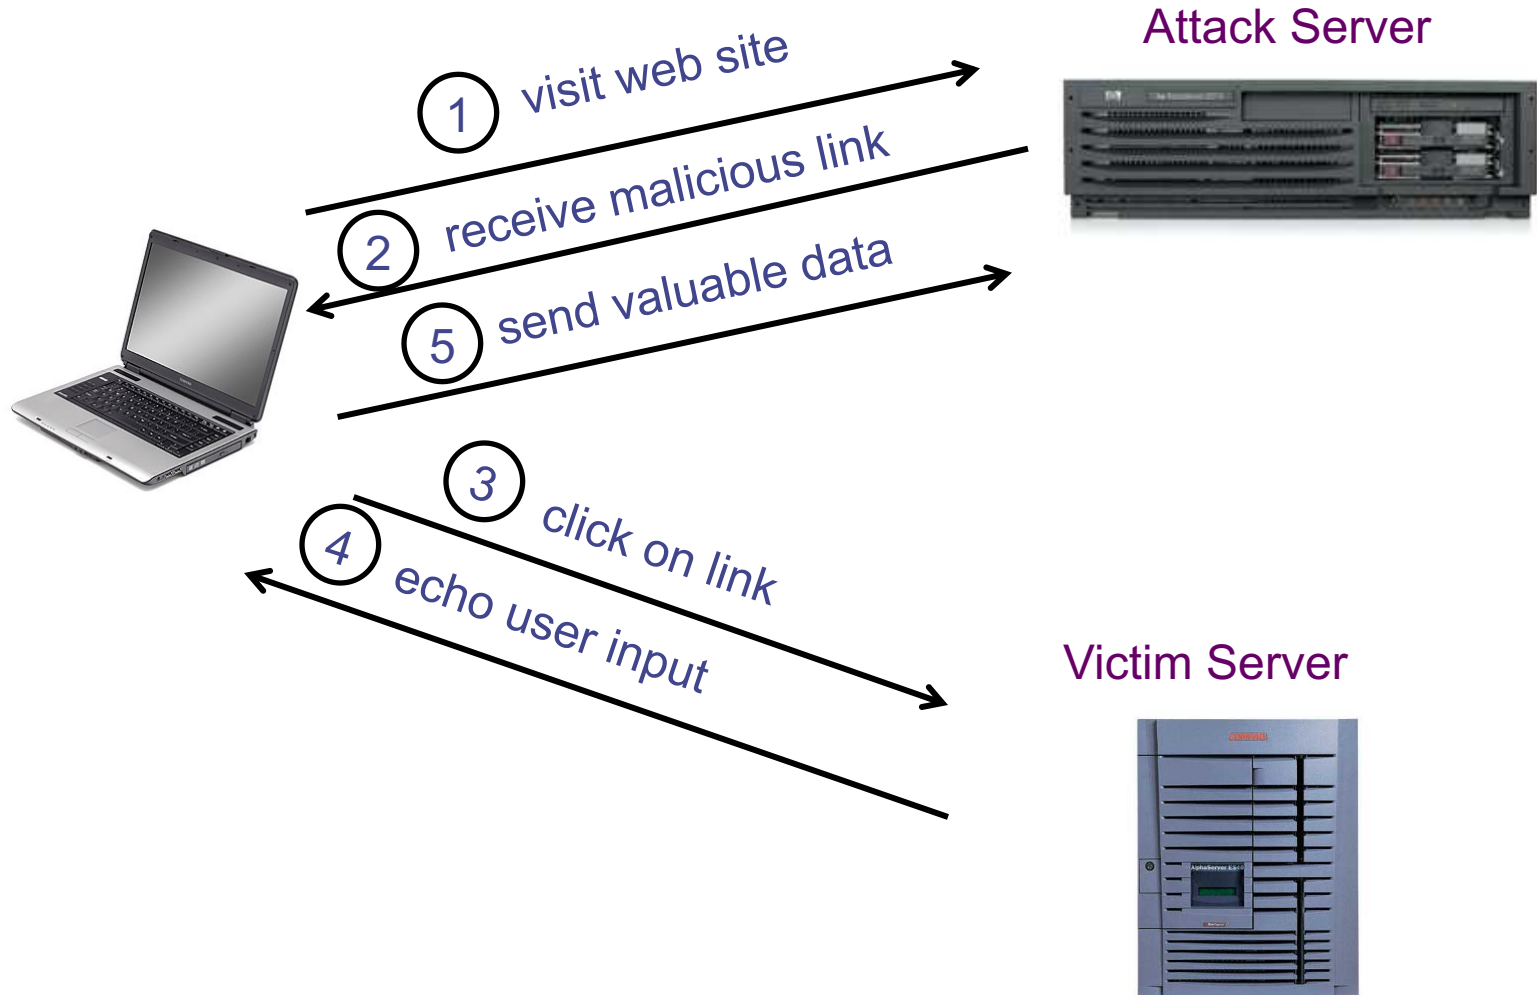 Attack Server
1 visit web site
2 receive malicious link
5 send valuable data
3 click on link
4 echo user input
Victim Server